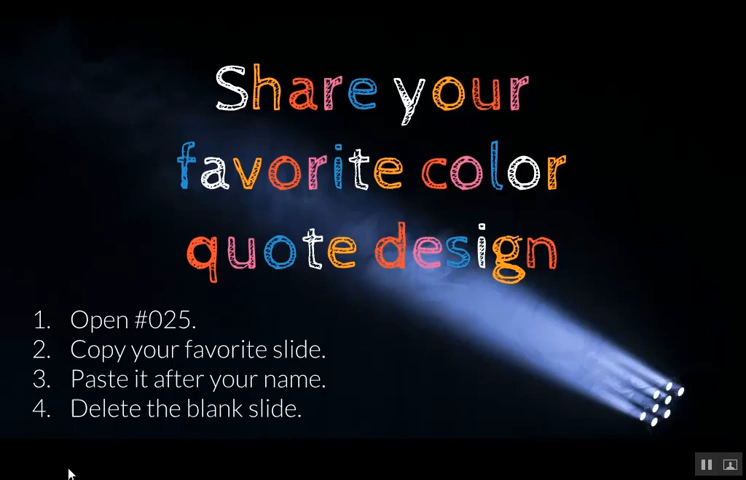 Share your
favorite color
quote design
1. Open #025.
2. Copy your favorite slide.
3. Paste it after your name.
4. Delete the blank slide.